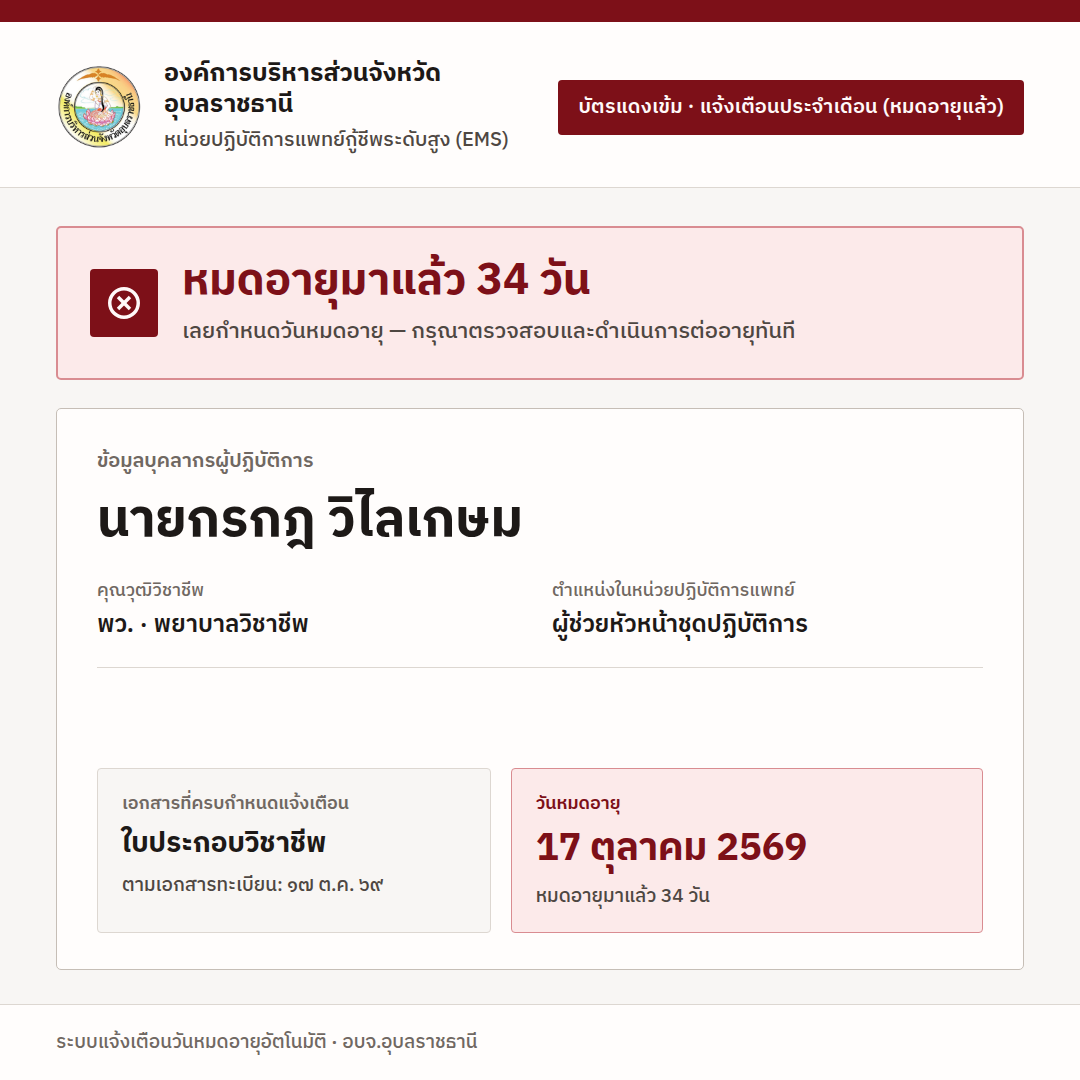 องค์การบริหารส่วนจังหวัด
อุบลราชธานี
หน่วยปฏิบัติการแพทย์กู้ชีพระดับสูง (EMS)
บัตรแดงเข้ม · แจ้งเตือนประจำเดือน (หมดอายุแล้ว)
หมดอายุมาแล้ว 34 วัน
เลยกำหนดวันหมดอายุ — กรุณาตรวจสอบและดำเนินการต่ออายุทันที
ข้อมูลบุคลากรผู้ปฏิบัติการ
นายกรกฎ วิไลเกษม
คุณวุฒิวิชาชีพ
พว. · พยาบาลวิชาชีพ
ตำแหน่งในหน่วยปฏิบัติการแพทย์
ผู้ช่วยหัวหน้าชุดปฏิบัติการ
เอกสารที่ครบกำหนดแจ้งเตือน
ใบประกอบวิชาชีพ
ตามเอกสารทะเบียน: ๑๗ ต.ค. ๖๙
วันหมดอายุ
17 ตุลาคม 2569
หมดอายุมาแล้ว 34 วัน
ระบบแจ้งเตือนวันหมดอายุอัตโนมัติ · อบจ.อุบลราชธานี